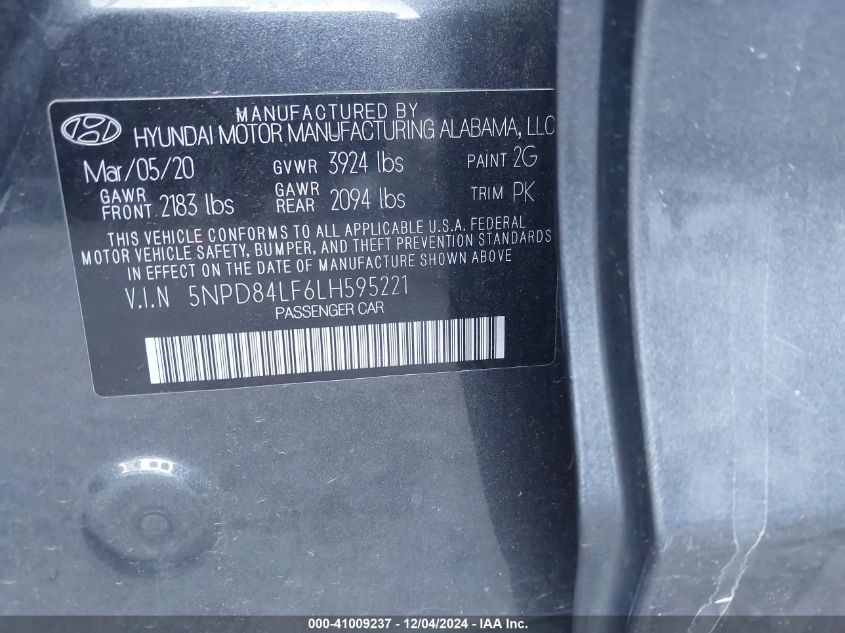 MANUFACTURED BY
HYUNDAI MOTOR MANUFACTURING ALABAMA, LLC
Mar/05/20 GVWR 3924 lbs PAINT 2G
GAWR FRONT 2183 lbs GAWR REAR 2094 lbs TRIM PK
THIS VEHICLE CONFORMS TO ALL APPLICABLE U.S.A. FEDERAL
MOTOR VEHICLE SAFETY, BUMPER, AND THEFT PREVENTION STANDARDS
IN EFFECT ON THE DATE OF MANUFACTURE SHOWN ABOVE
V.I.N 5NPD84LF6LH595221
PASSENGER CAR
000-41009237 - 12/04/2024 - IAA Inc.